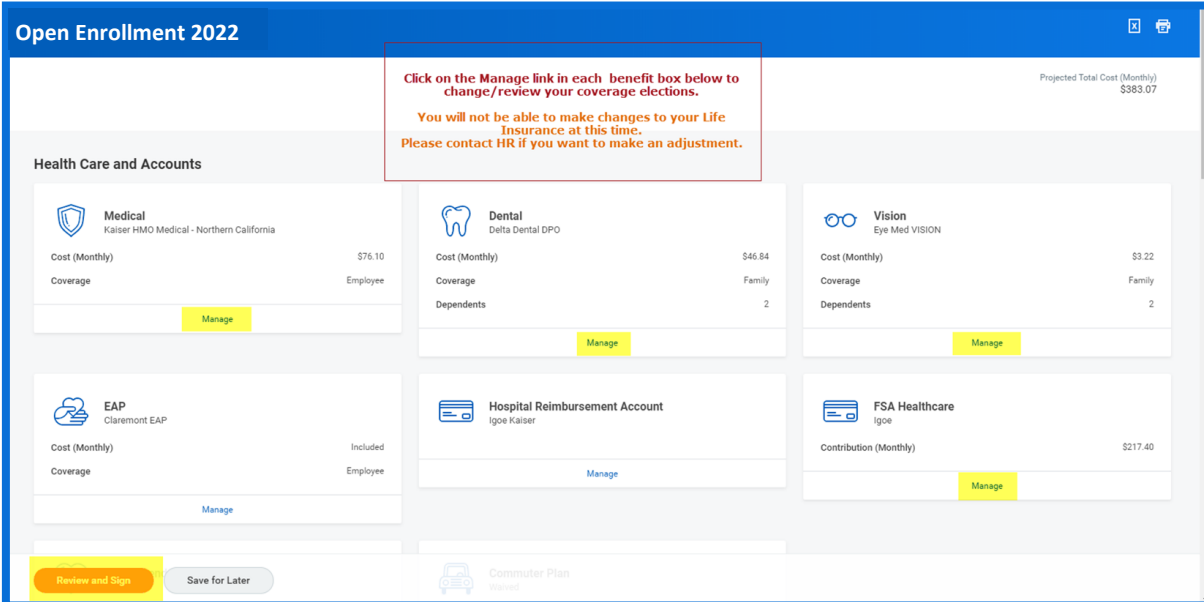 Open Enrollment 2022
Click on the Manage link in each benefit box below to
change/review your coverage elections.
You will not be able to make changes to your Life
Insurance at this time.
Please contact HR if you want to make an adjustment.
Projected Total Cost (Monthly)
$383.07
Health Care and Accounts
Medical
Kaiser HMO Medical - Northern California
Cost (Monthly) $76.10
Coverage Employee
Manage
Dental
Delta Dental DPO
Cost (Monthly) $46.84
Coverage Family
Dependents 2
Manage
Vision
Eye Med VISION
Cost (Monthly) $3.22
Coverage Family
Dependents 2
Manage
EAP
Claremont EAP
Cost (Monthly) Included
Coverage Employee
Manage
Hospital Reimbursement Account
Igoe Kaiser
Manage
FSA Healthcare
Igoe
Contribution (Monthly) $217.40
Manage
Commuter Plan
Waived
Review and Sign
Save for Later